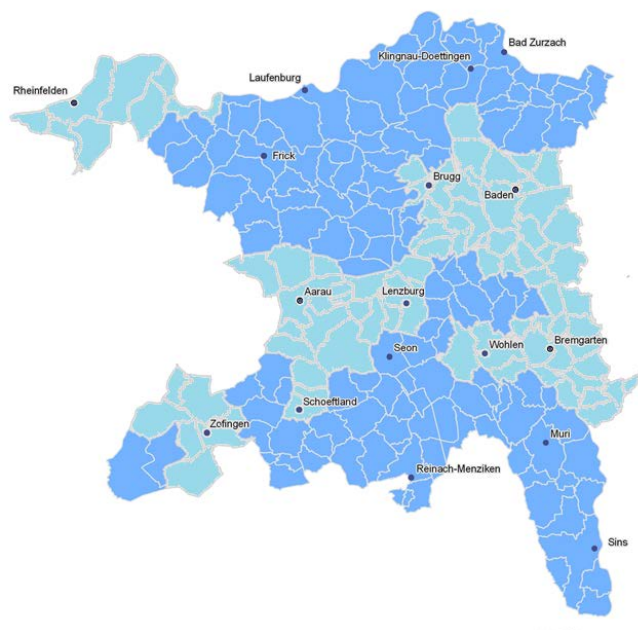 Bad Zurzach
Klingnau-Doettingen
Laufenburg
Rheinfelden
Frick
Brugg
Baden
Aarau
Lenzburg
Wohlen
Bremgarten
Seon
Schoeftland
Zofingen
Muri
Reinach-Menziken
Sins